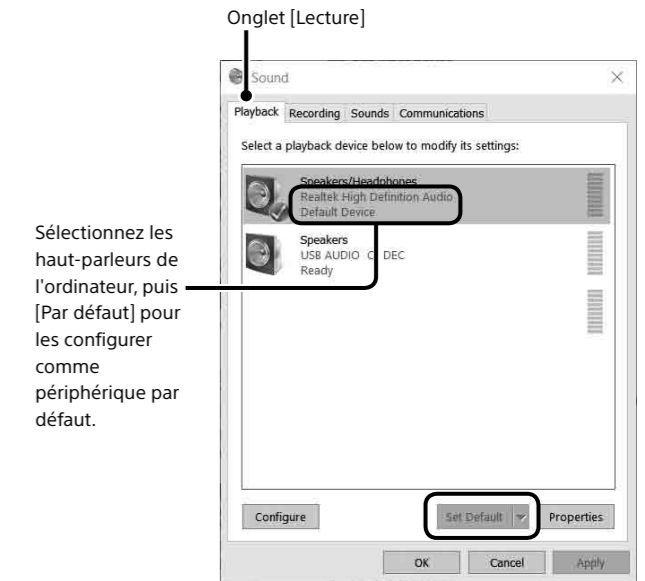 Onglet [Lecture]
Sound
Playback Recording Sounds Communications
Select a playback device below to modify its settings:
Speakers/Headphones
Realtek High Definition Audio
Default Device
Speakers
USB AUDIO DEC
Ready
Sélectionnez les
haut-parleurs de
l'ordinateur, puis
[Par défaut] pour
les configurer
comme
périphérique par
défaut.
Configure Set Default Properties
OK Cancel Apply